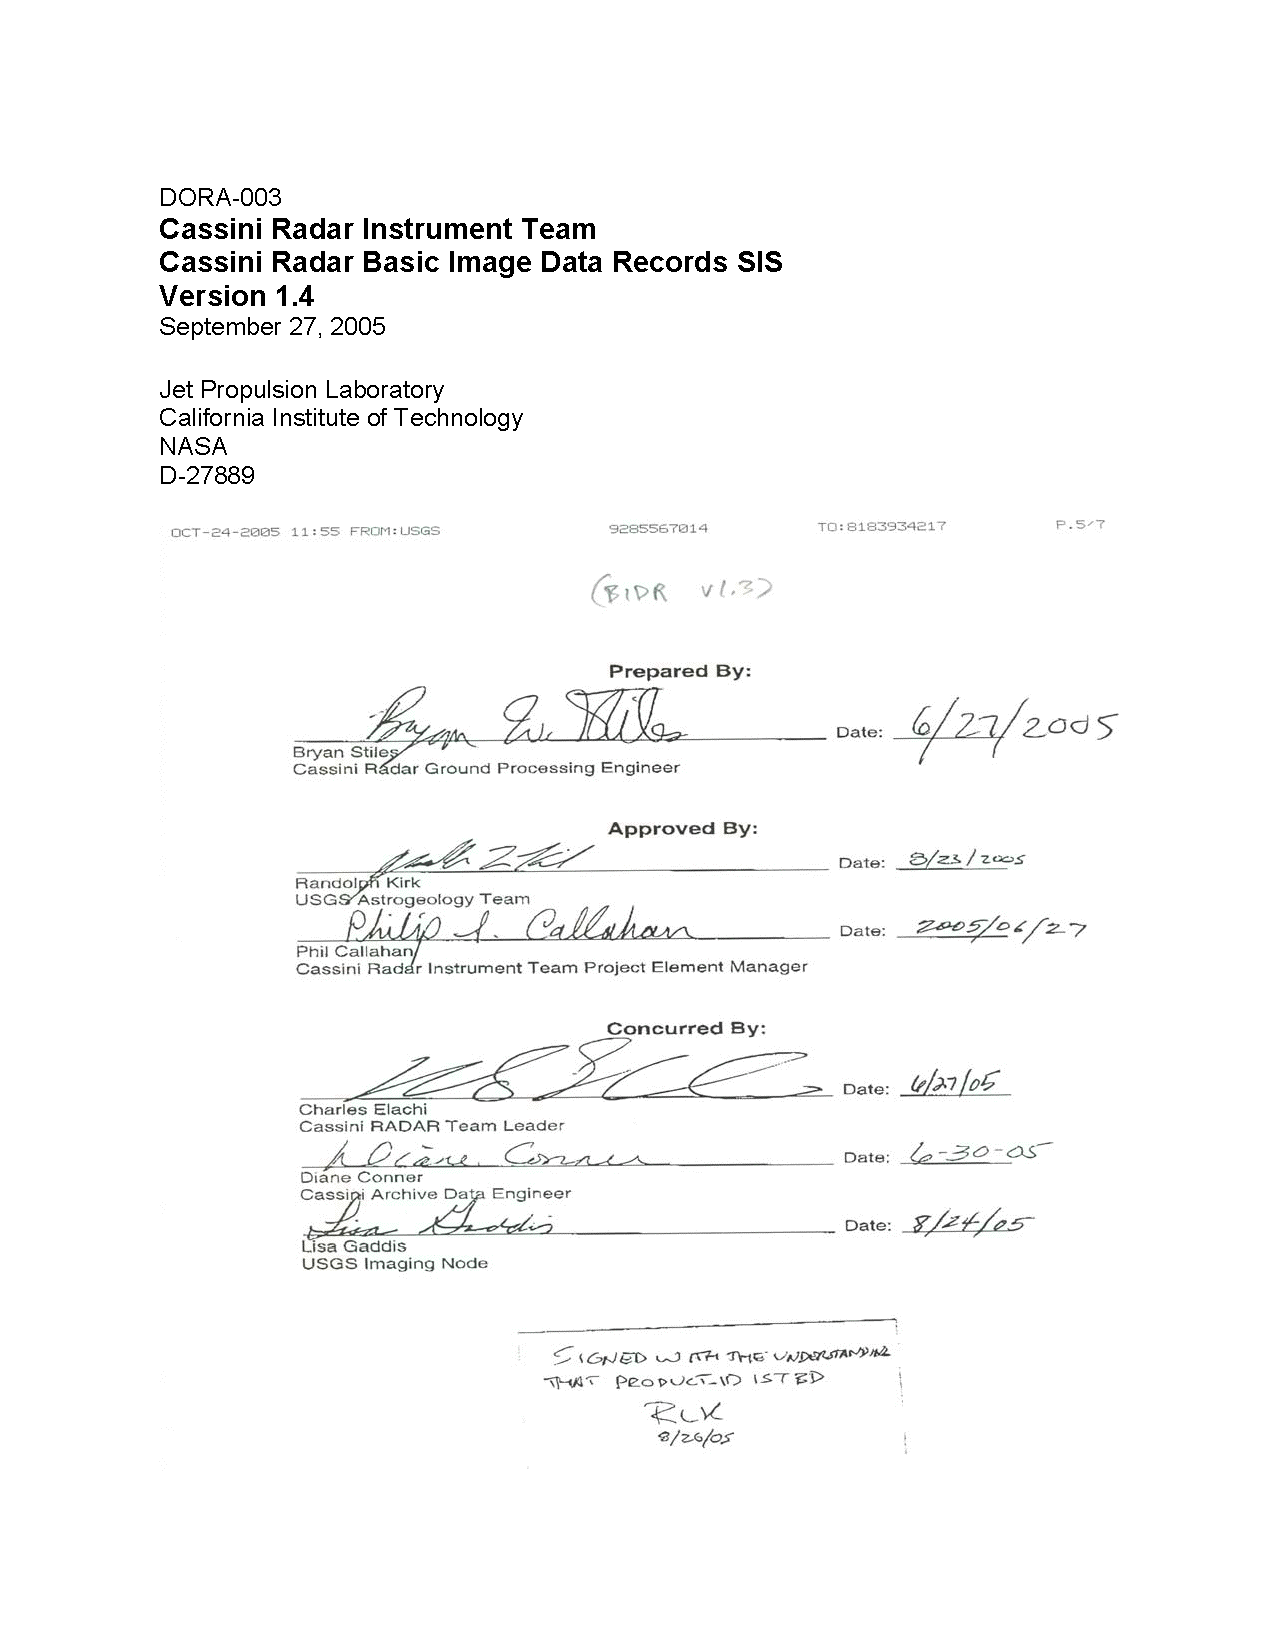 DORA-003
Cassini Radar Instrument Team
Cassini Radar Basic Image Data Records SIS
Version 1.4
September 27, 2005
Jet Propulsion Laboratory
California Institute of Technology
NASA
D-27889
OCT-24-2005 11:55 FROM:USGS 9285567014 TO:8183934217 P.5/7
(BIDR v1.3)
Prepared By:
Bryan W. Stiles Date: 6/27/2005
Bryan Stiles
Cassini Radar Ground Processing Engineer
Approved By:
Date: 8/23/2005
Randolph Kirk
USGS Astrogeology Team
Philip S. Callahan Date: 2005/06/27
Phil Callahan
Cassini Radar Instrument Team Project Element Manager
Concurred By:
Date: 6/27/05
Charles Elachi
Cassini RADAR Team Leader
Diane Conner Date: 6-30-05
Diane Conner
Cassini Archive Data Engineer
Lisa Gaddis Date: 8/24/05
Lisa Gaddis
USGS Imaging Node
SIGNED WITH THE UNDERSTANDING
THAT PRODUCT_ID IS TBD
RLK
8/26/05